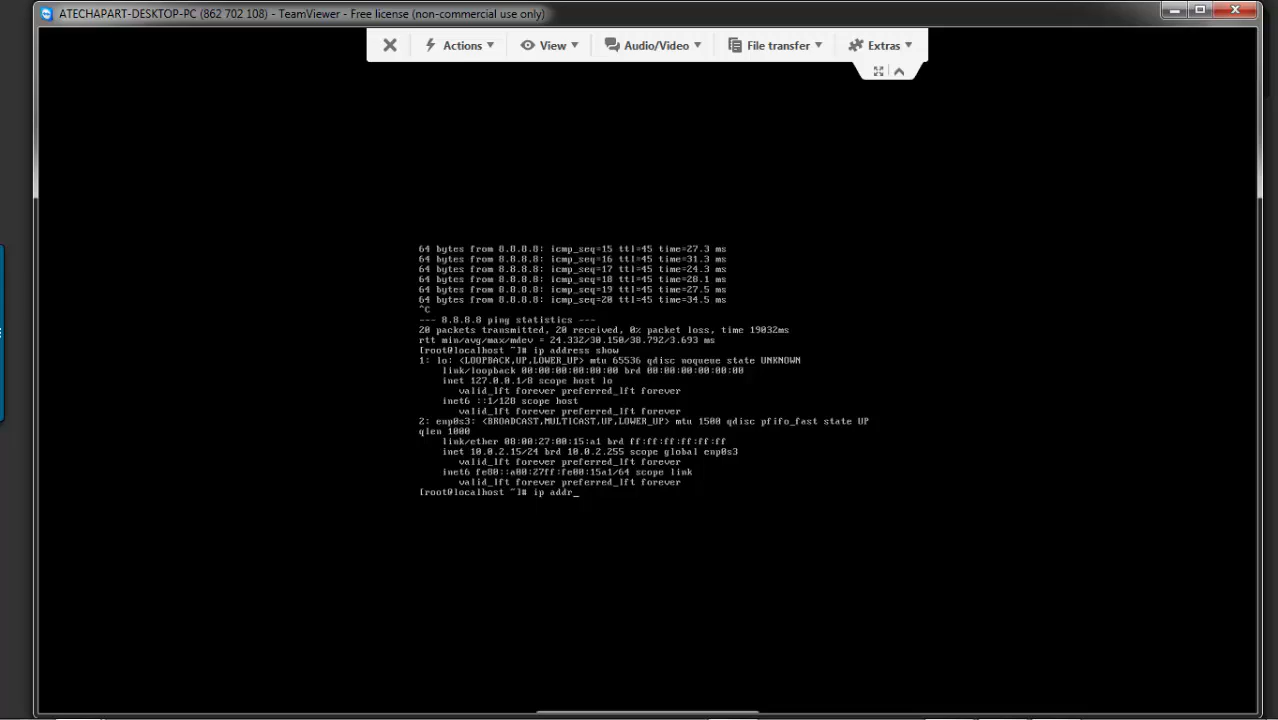 ATECHAPART-DESKTOP-PC (862 702 108) - TeamViewer - Free license (non-commercial use only)
Actions View Audio/Video File transfer Extras
64 bytes from 8.8.8.8: icmp_seq=15 ttl=45 time=27.3 ms
64 bytes from 8.8.8.8: icmp_seq=16 ttl=45 time=31.3 ms
64 bytes from 8.8.8.8: icmp_seq=17 ttl=45 time=24.3 ms
64 bytes from 8.8.8.8: icmp_seq=18 ttl=45 time=28.1 ms
64 bytes from 8.8.8.8: icmp_seq=19 ttl=45 time=27.5 ms
64 bytes from 8.8.8.8: icmp_seq=20 ttl=45 time=34.5 ms
^C
--- 8.8.8.8 ping statistics ---
20 packets transmitted, 20 received, 0% packet loss, time 19032ms
rtt min/avg/max/mdev = 24.332/30.150/38.792/3.693 ms
[root@localhost ~]# ip address show
1: lo: <LOOPBACK,UP,LOWER_UP> mtu 65536 qdisc noqueue state UNKNOWN
link/loopback 00:00:00:00:00:00 brd 00:00:00:00:00:00
inet 127.0.0.1/8 scope host lo
valid_lft forever preferred_lft forever
inet6 ::1/128 scope host
valid_lft forever preferred_lft forever
2: enp0s3: <BROADCAST,MULTICAST,UP,LOWER_UP> mtu 1500 qdisc pfifo_fast state UP
qlen 1000
link/ether 08:00:27:00:15:a1 brd ff:ff:ff:ff:ff:ff
inet 10.0.2.15/24 brd 10.0.2.255 scope global enp0s3
valid_lft forever preferred_lft forever
inet6 fe80::a00:27ff:fe00:15a1/64 scope link
valid_lft forever preferred_lft forever
[root@localhost ~]# ip addr_